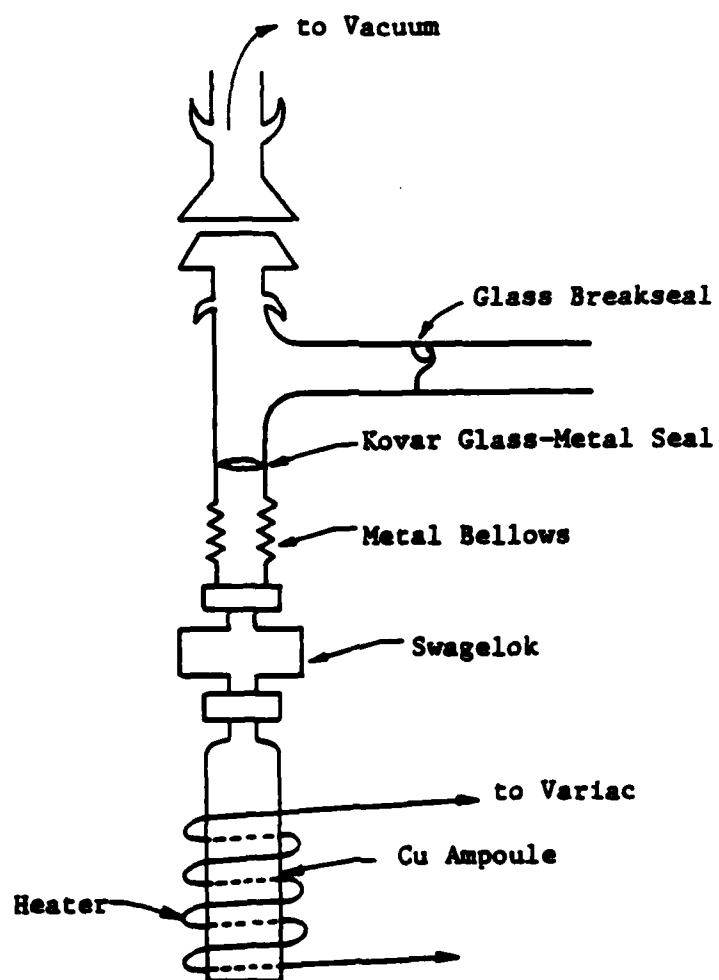 to Vacuum
Glass Breakseal
Kovar Glass-Metal Seal
Metal Bellows
Swagelok
to Variac
Cu Ampoule
Heater